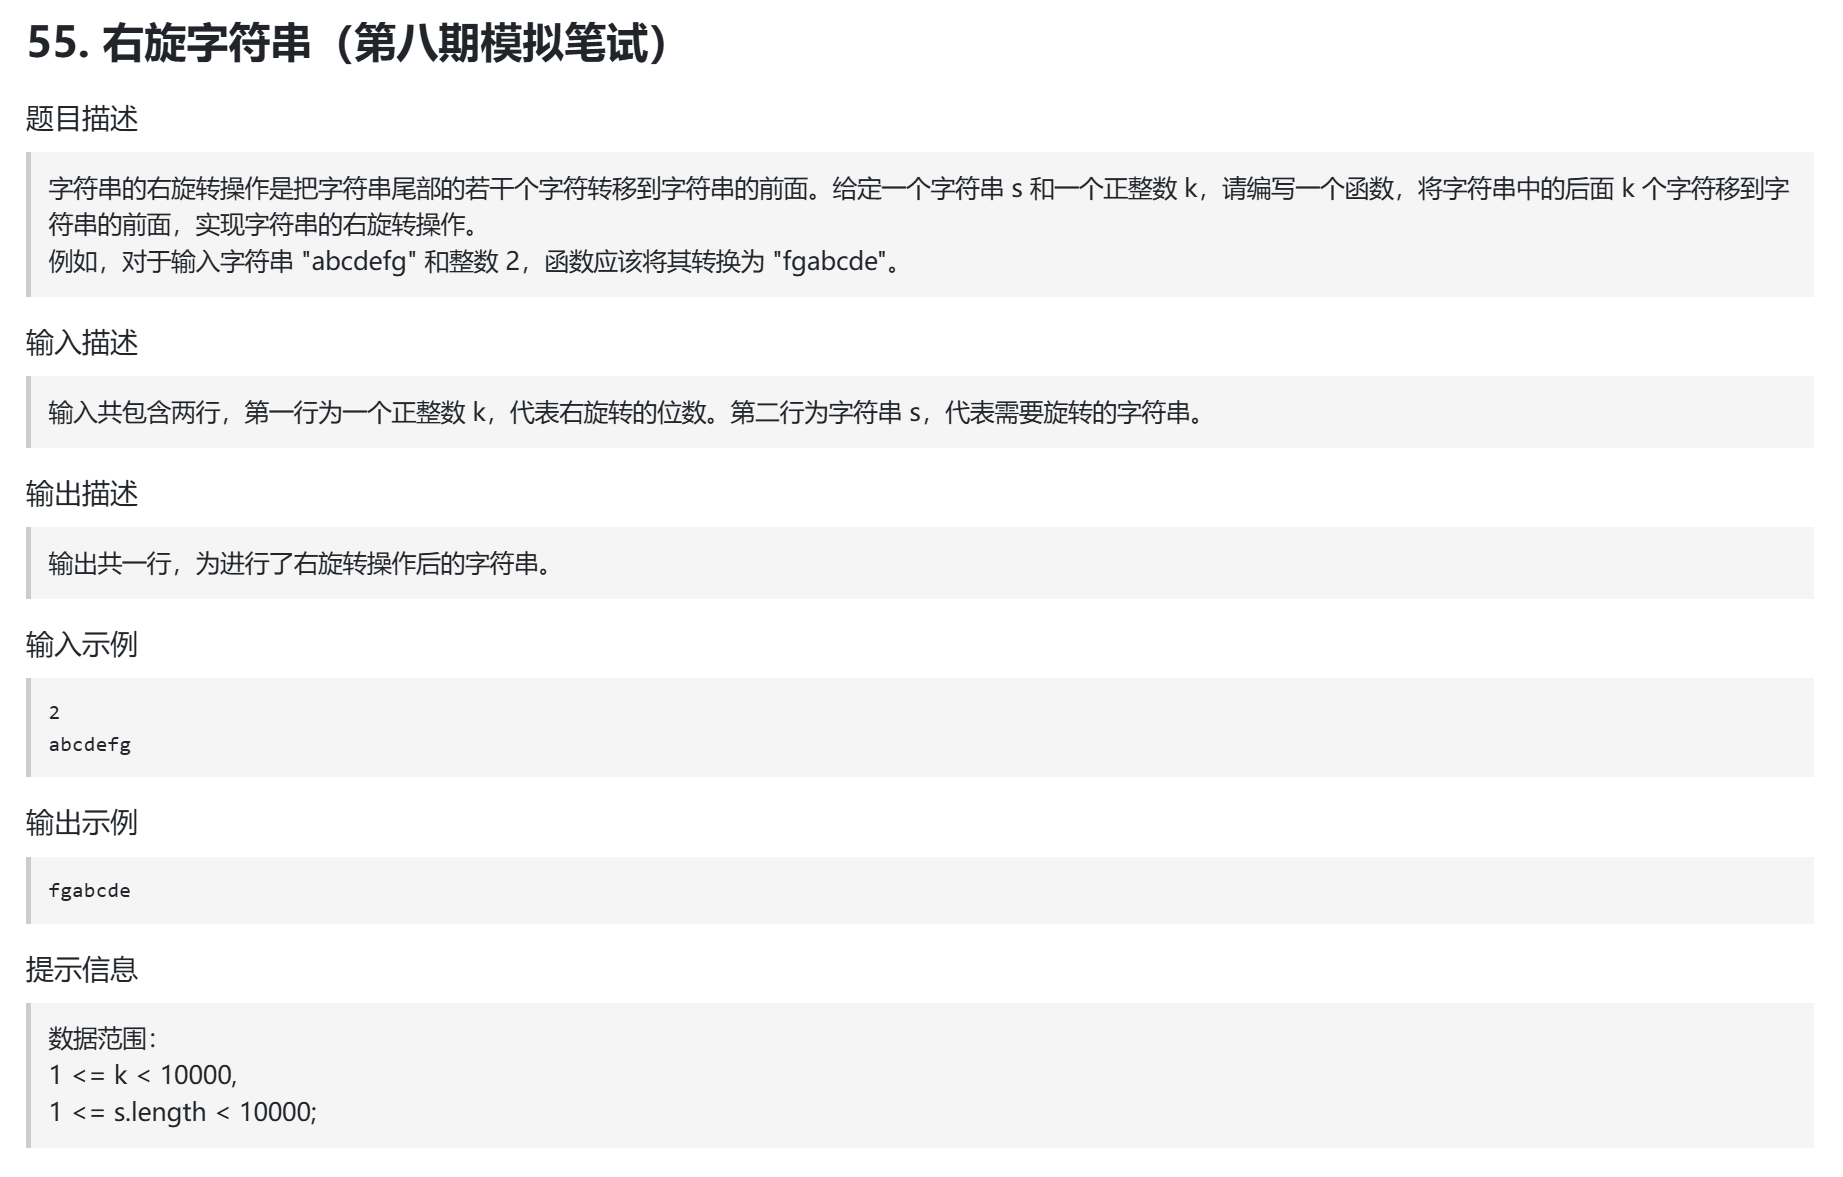 55. 右旋字符串（第八期模拟笔试）
题目描述
字符串的右旋转操作是把字符串尾部的若干个字符转移到字符串的前面。给定一个字符串 s 和一个正整数 k，请编写一个函数，将字符串中的后面 k 个字符移到字
符串的前面，实现字符串的右旋转操作。
例如，对于输入字符串 "abcdefg" 和整数 2，函数应该将其转换为 "fgabcde"。
输入描述
输入共包含两行，第一行为一个正整数 k，代表右旋转的位数。第二行为字符串 s，代表需要旋转的字符串。
输出描述
输出共一行，为进行了右旋转操作后的字符串。
输入示例
2
abcdefg
输出示例
fgabcde
提示信息
数据范围：
1 <= k < 10000,
1 <= s.length < 10000;